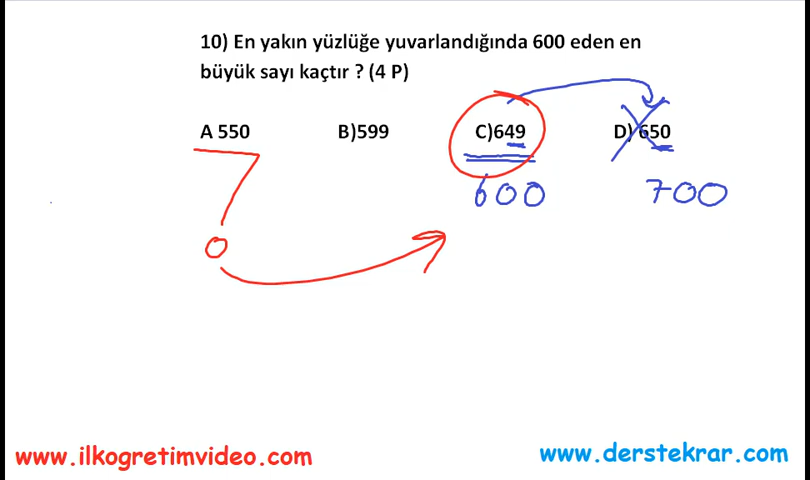 10) En yakın yüzlüğe yuvarlandığında 600 eden en
büyük sayı kaçtır ? (4 P)
A 550 B)599 C)649 D) 650
600 700
www.ilkogretimvideo.com www.derstekrar.com